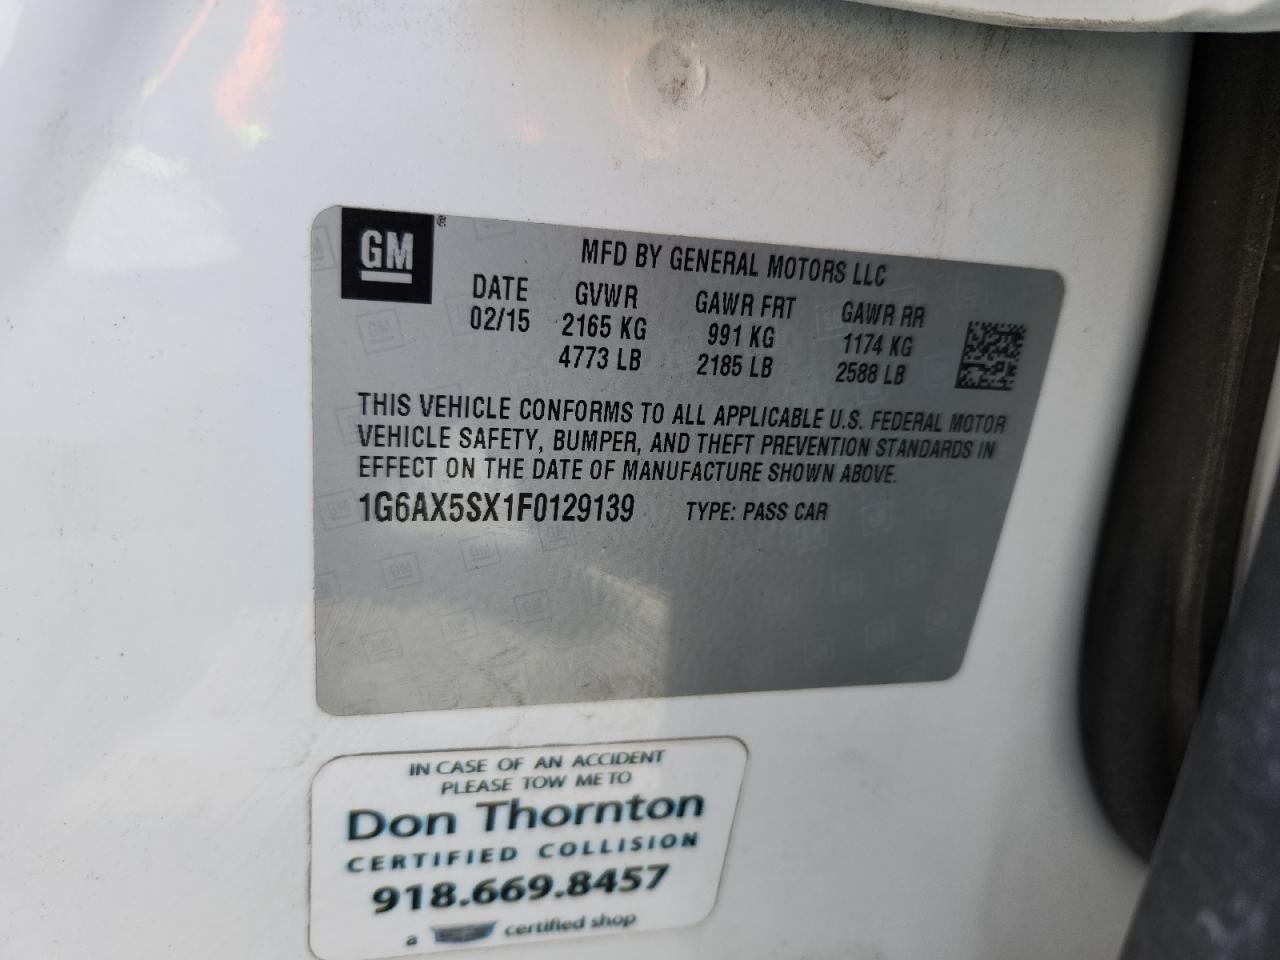 GM®
MFD BY GENERAL MOTORS LLC
DATE GVWR GAWR FRT GAWR RR
02/15 2165 KG 991 KG 1174 KG
4773 LB 2185 LB 2588 LB
THIS VEHICLE CONFORMS TO ALL APPLICABLE U.S. FEDERAL MOTOR
VEHICLE SAFETY, BUMPER, AND THEFT PREVENTION STANDARDS IN
EFFECT ON THE DATE OF MANUFACTURE SHOWN ABOVE.
1G6AX5SX1F0129139 TYPE: PASS CAR
IN CASE OF AN ACCIDENT
PLEASE TOW ME TO
Don Thornton
CERTIFIED COLLISION
918.669.8457
a certified shop